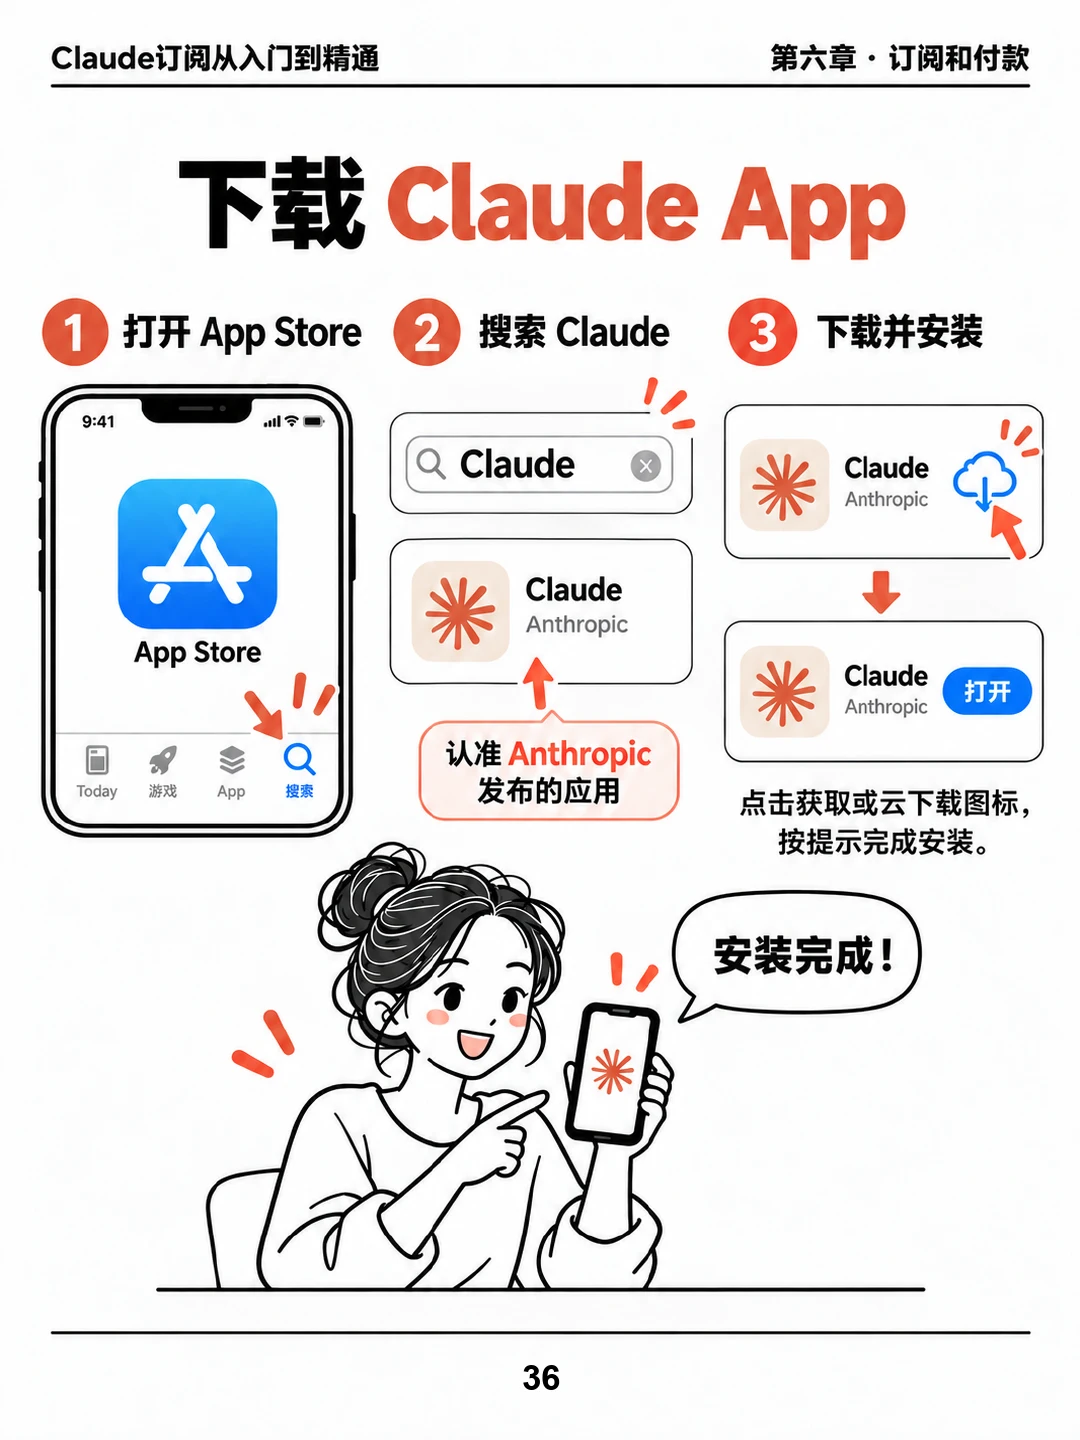 Claude订阅从入门到精通
第六章 · 订阅和付款
下载 Claude App
1 打开 App Store
9:41
App Store
Today 游戏 App 搜索
2 搜索 Claude
Claude
Claude
Anthropic
认准 Anthropic
发布的应用
3 下载并安装
Claude
Anthropic
Claude
Anthropic
打开
点击获取或云下载图标，
按提示完成安装。
安装完成！
36